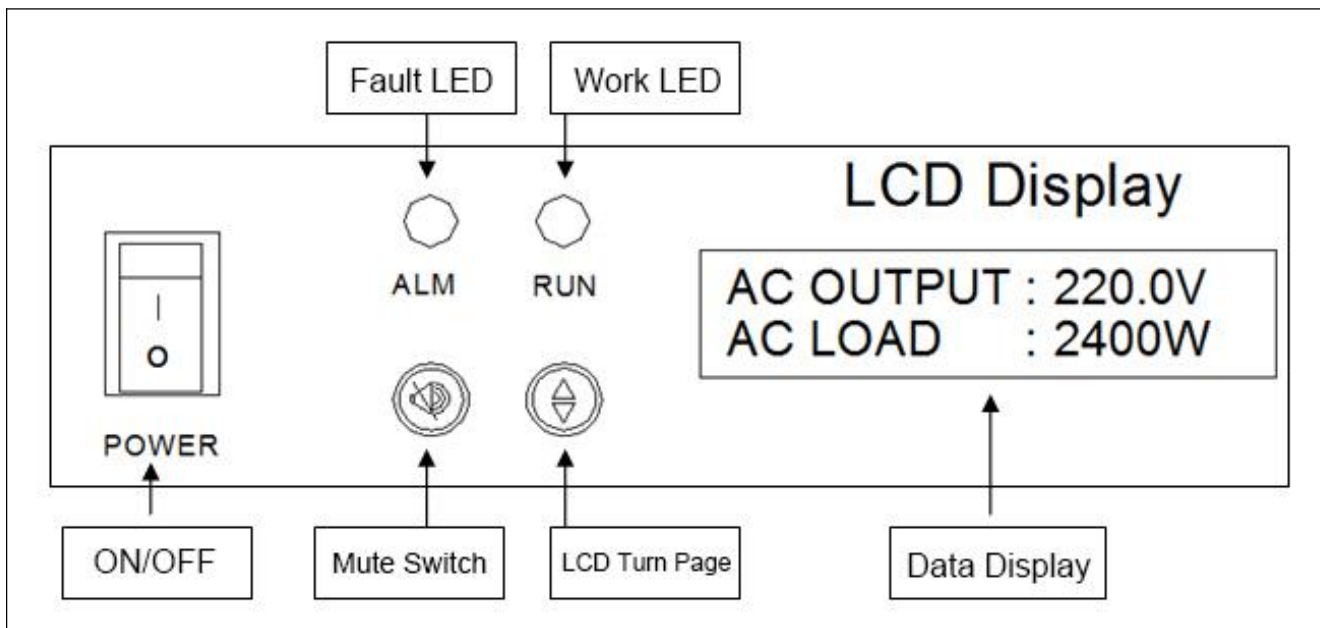 Fault LED
Work LED
LCD Display
ALM
RUN
AC OUTPUT : 220.0V
AC LOAD : 2400W
I
O
POWER
ON/OFF
Mute Switch
LCD Turn Page
Data Display